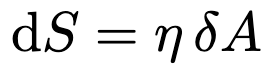 dS = η δA